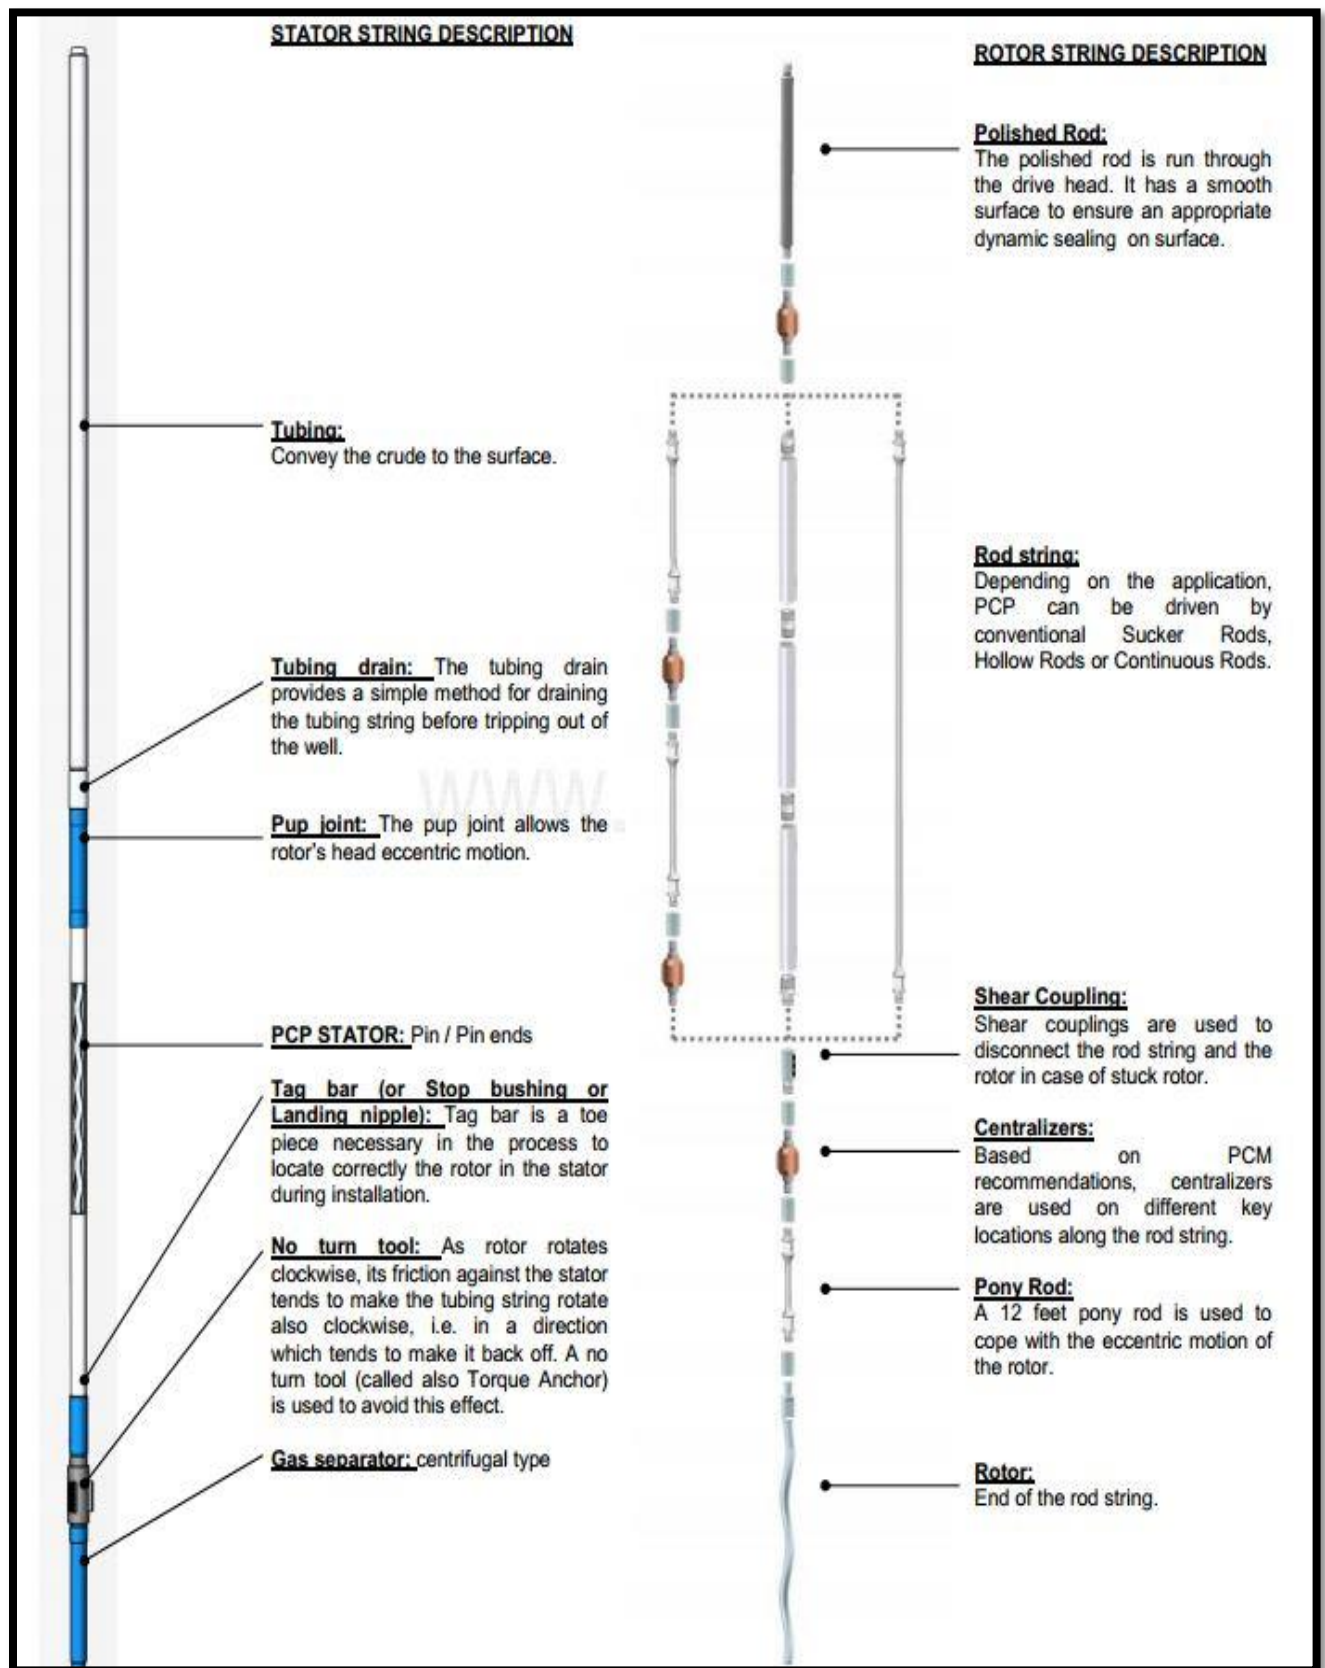 STATOR STRING DESCRIPTION
Tubing:
Convey the crude to the surface.
Tubing drain: The tubing drain
provides a simple method for draining
the tubing string before tripping out of
the well.
www.
Pup joint: The pup joint allows the
rotor's head eccentric motion.
PCP STATOR: Pin / Pin ends
Tag bar (or Stop bushing or
Landing nipple): Tag bar is a toe
piece necessary in the process to
locate correctly the rotor in the stator
during installation.
No turn tool: As rotor rotates
clockwise, its friction against the stator
tends to make the tubing string rotate
also clockwise, i.e. in a direction
which tends to make it back off. A no
turn tool (called also Torque Anchor)
is used to avoid this effect.
Gas separator: centrifugal type
ROTOR STRING DESCRIPTION
Polished Rod:
The polished rod is run through
the drive head. It has a smooth
surface to ensure an appropriate
dynamic sealing on surface.
Rod string:
Depending on the application,
PCP can be driven by
conventional Sucker Rods,
Hollow Rods or Continuous Rods.
Shear Coupling:
Shear couplings are used to
disconnect the rod string and the
rotor in case of stuck rotor.
Centralizers:
Based on PCM
recommendations, centralizers
are used on different key
locations along the rod string.
Pony Rod:
A 12 feet pony rod is used to
cope with the eccentric motion of
the rotor.
Rotor:
End of the rod string.